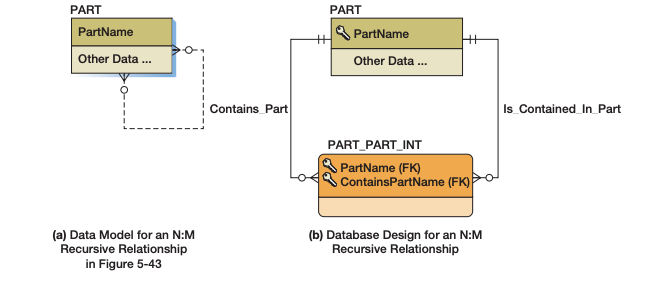 PART
PartName
Other Data ...
PART
PartName
Other Data ...
Contains_Part
Is_Contained_In_Part
PART_PART_INT
PartName (FK)
ContainsPartName (FK)
(a) Data Model for an N:M
Recursive Relationship
in Figure 5-43
(b) Database Design for an N:M
Recursive Relationship